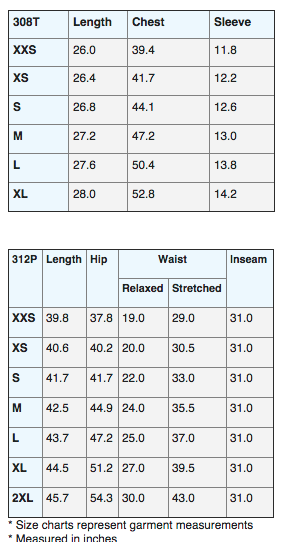 308T Length Chest Sleeve
XXS 26.0 39.4 11.8
XS 26.4 41.7 12.2
S 26.8 44.1 12.6
M 27.2 47.2 13.0
L 27.6 50.4 13.8
XL 28.0 52.8 14.2
312P Length Hip Waist Inseam
Relaxed Stretched
XXS 39.8 37.8 19.0 29.0 31.0
XS 40.6 40.2 20.0 30.5 31.0
S 41.7 41.7 22.0 33.0 31.0
M 42.5 44.9 24.0 35.5 31.0
L 43.7 47.2 25.0 37.0 31.0
XL 44.5 51.2 27.0 39.5 31.0
2XL 45.7 54.3 30.0 43.0 31.0
* Size charts represent garment measurements
* Measured in inches